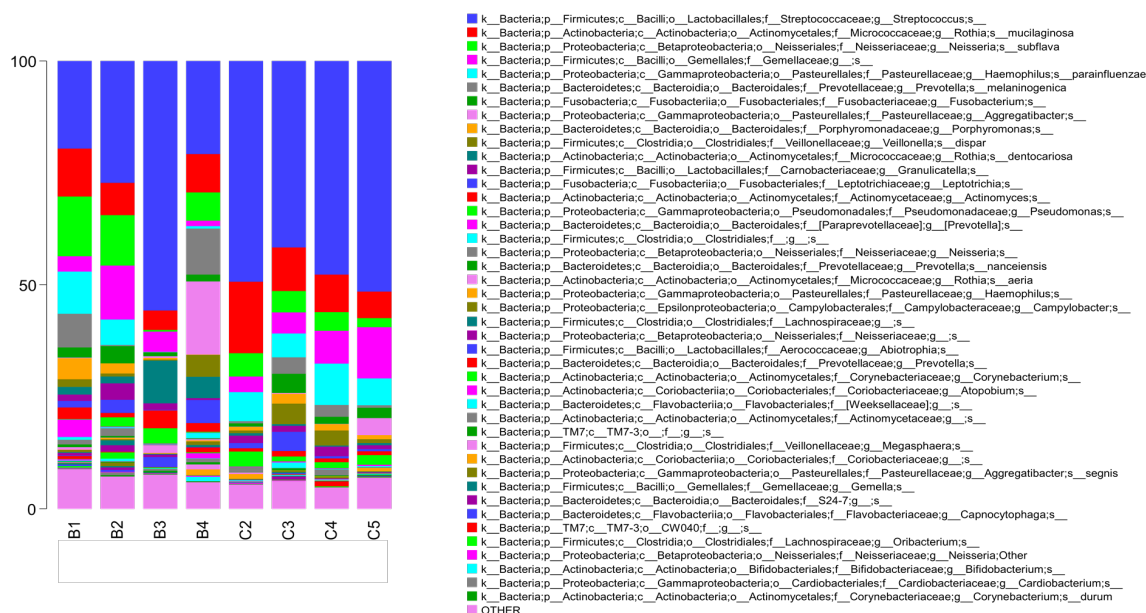 100
50
0
B1
B2
B3
B4
C2
C3
C4
C5
k__Bacteria;p__Firmicutes;c__Bacilli;o__Lactobacillales;f__Streptococcaceae;g__Streptococcus;s__
k__Bacteria;p__Actinobacteria;c__Actinobacteria;o__Actinomycetales;f__Micrococcaceae;g__Rothia;s__mucilaginosa
k__Bacteria;p__Proteobacteria;c__Betaproteobacteria;o__Neisseriales;f__Neisseriaceae;g__Neisseria;s__subflava
k__Bacteria;p__Firmicutes;c__Bacilli;o__Gemellales;f__Gemellaceae;g__;s__
k__Bacteria;p__Proteobacteria;c__Gammaproteobacteria;o__Pasteurellales;f__Pasteurellaceae;g__Haemophilus;s__parainfluenzae
k__Bacteria;p__Bacteroidetes;c__Bacteroidia;o__Bacteroidales;f__Prevotellaceae;g__Prevotella;s__melaninogenica
k__Bacteria;p__Fusobacteria;c__Fusobacteriia;o__Fusobacteriales;f__Fusobacteriaceae;g__Fusobacterium;s__
k__Bacteria;p__Proteobacteria;c__Gammaproteobacteria;o__Pasteurellales;f__Pasteurellaceae;g__Aggregatibacter;s__
k__Bacteria;p__Bacteroidetes;c__Bacteroidia;o__Bacteroidales;f__Porphyromonadaceae;g__Porphyromonas;s__
k__Bacteria;p__Firmicutes;c__Clostridia;o__Clostridiales;f__Veillonellaceae;g__Veillonella;s__dispar
k__Bacteria;p__Actinobacteria;c__Actinobacteria;o__Actinomycetales;f__Micrococcaceae;g__Rothia;s__dentocariosa
k__Bacteria;p__Firmicutes;c__Bacilli;o__Lactobacillales;f__Carnobacteriaceae;g__Granulicatella;s__
k__Bacteria;p__Fusobacteria;c__Fusobacteriia;o__Fusobacteriales;f__Leptotrichiaceae;g__Leptotrichia;s__
k__Bacteria;p__Actinobacteria;c__Actinobacteria;o__Actinomycetales;f__Actinomycetaceae;g__Actinomyces;s__
k__Bacteria;p__Proteobacteria;c__Gammaproteobacteria;o__Pseudomonadales;f__Pseudomonadaceae;g__Pseudomonas;s__
k__Bacteria;p__Bacteroidetes;c__Bacteroidia;o__Bacteroidales;f__[Paraprevotellaceae];g__[Prevotella];s__
k__Bacteria;p__Firmicutes;c__Clostridia;o__Clostridiales;f__;g__;s__
k__Bacteria;p__Proteobacteria;c__Betaproteobacteria;o__Neisseriales;f__Neisseriaceae;g__Neisseria;s__
k__Bacteria;p__Bacteroidetes;c__Bacteroidia;o__Bacteroidales;f__Prevotellaceae;g__Prevotella;s__nanceiensis
k__Bacteria;p__Actinobacteria;c__Actinobacteria;o__Actinomycetales;f__Micrococcaceae;g__Rothia;s__aeria
k__Bacteria;p__Proteobacteria;c__Gammaproteobacteria;o__Pasteurellales;f__Pasteurellaceae;g__Haemophilus;s__
k__Bacteria;p__Proteobacteria;c__Epsilonproteobacteria;o__Campylobacterales;f__Campylobacteraceae;g__Campylobacter;s__
k__Bacteria;p__Firmicutes;c__Clostridia;o__Clostridiales;f__Lachnospiraceae;g__;s__
k__Bacteria;p__Proteobacteria;c__Betaproteobacteria;o__Neisseriales;f__Neisseriaceae;g__;s__
k__Bacteria;p__Firmicutes;c__Bacilli;o__Lactobacillales;f__Aerococcaceae;g__Abiotrophia;s__
k__Bacteria;p__Bacteroidetes;c__Bacteroidia;o__Bacteroidales;f__Prevotellaceae;g__Prevotella;s__
k__Bacteria;p__Actinobacteria;c__Actinobacteria;o__Actinomycetales;f__Corynebacteriaceae;g__Corynebacterium;s__
k__Bacteria;p__Actinobacteria;c__Coriobacteriia;o__Coriobacteriales;f__Coriobacteriaceae;g__Atopobium;s__
k__Bacteria;p__Bacteroidetes;c__Flavobacteriia;o__Flavobacteriales;f__[Weeksellaceae];g__;s__
k__Bacteria;p__Actinobacteria;c__Actinobacteria;o__Actinomycetales;f__Actinomycetaceae;g__;s__
k__Bacteria;p__TM7;c__TM7-3;o__;f__;g__;s__
k__Bacteria;p__Firmicutes;c__Clostridia;o__Clostridiales;f__Veillonellaceae;g__Megasphaera;s__
k__Bacteria;p__Actinobacteria;c__Coriobacteriia;o__Coriobacteriales;f__Coriobacteriaceae;g__;s__
k__Bacteria;p__Proteobacteria;c__Gammaproteobacteria;o__Pasteurellales;f__Pasteurellaceae;g__Aggregatibacter;s__segnis
k__Bacteria;p__Firmicutes;c__Bacilli;o__Gemellales;f__Gemellaceae;g__Gemella;s__
k__Bacteria;p__Bacteroidetes;c__Bacteroidia;o__Bacteroidales;f__S24-7;g__;s__
k__Bacteria;p__Bacteroidetes;c__Flavobacteriia;o__Flavobacteriales;f__Flavobacteriaceae;g__Capnocytophaga;s__
k__Bacteria;p__TM7;c__TM7-3;o__CW040;f__;g__;s__
k__Bacteria;p__Firmicutes;c__Clostridia;o__Clostridiales;f__Lachnospiraceae;g__Oribacterium;s__
k__Bacteria;p__Proteobacteria;c__Betaproteobacteria;o__Neisseriales;f__Neisseriaceae;g__Neisseria;Other
k__Bacteria;p__Actinobacteria;c__Actinobacteria;o__Bifidobacteriales;f__Bifidobacteriaceae;g__Bifidobacterium;s__
k__Bacteria;p__Proteobacteria;c__Gammaproteobacteria;o__Cardiobacteriales;f__Cardiobacteriaceae;g__Cardiobacterium;s__
k__Bacteria;p__Actinobacteria;c__Actinobacteria;o__Actinomycetales;f__Corynebacteriaceae;g__Corynebacterium;s__durum
OTHER